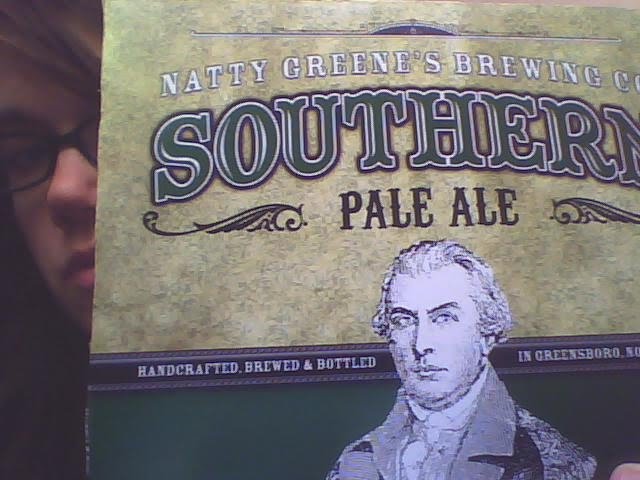 NATTY GREENE'S BREWING CO
SOUTHERN
PALE ALE
HANDCRAFTED, BREWED & BOTTLED IN GREENSBORO, NO